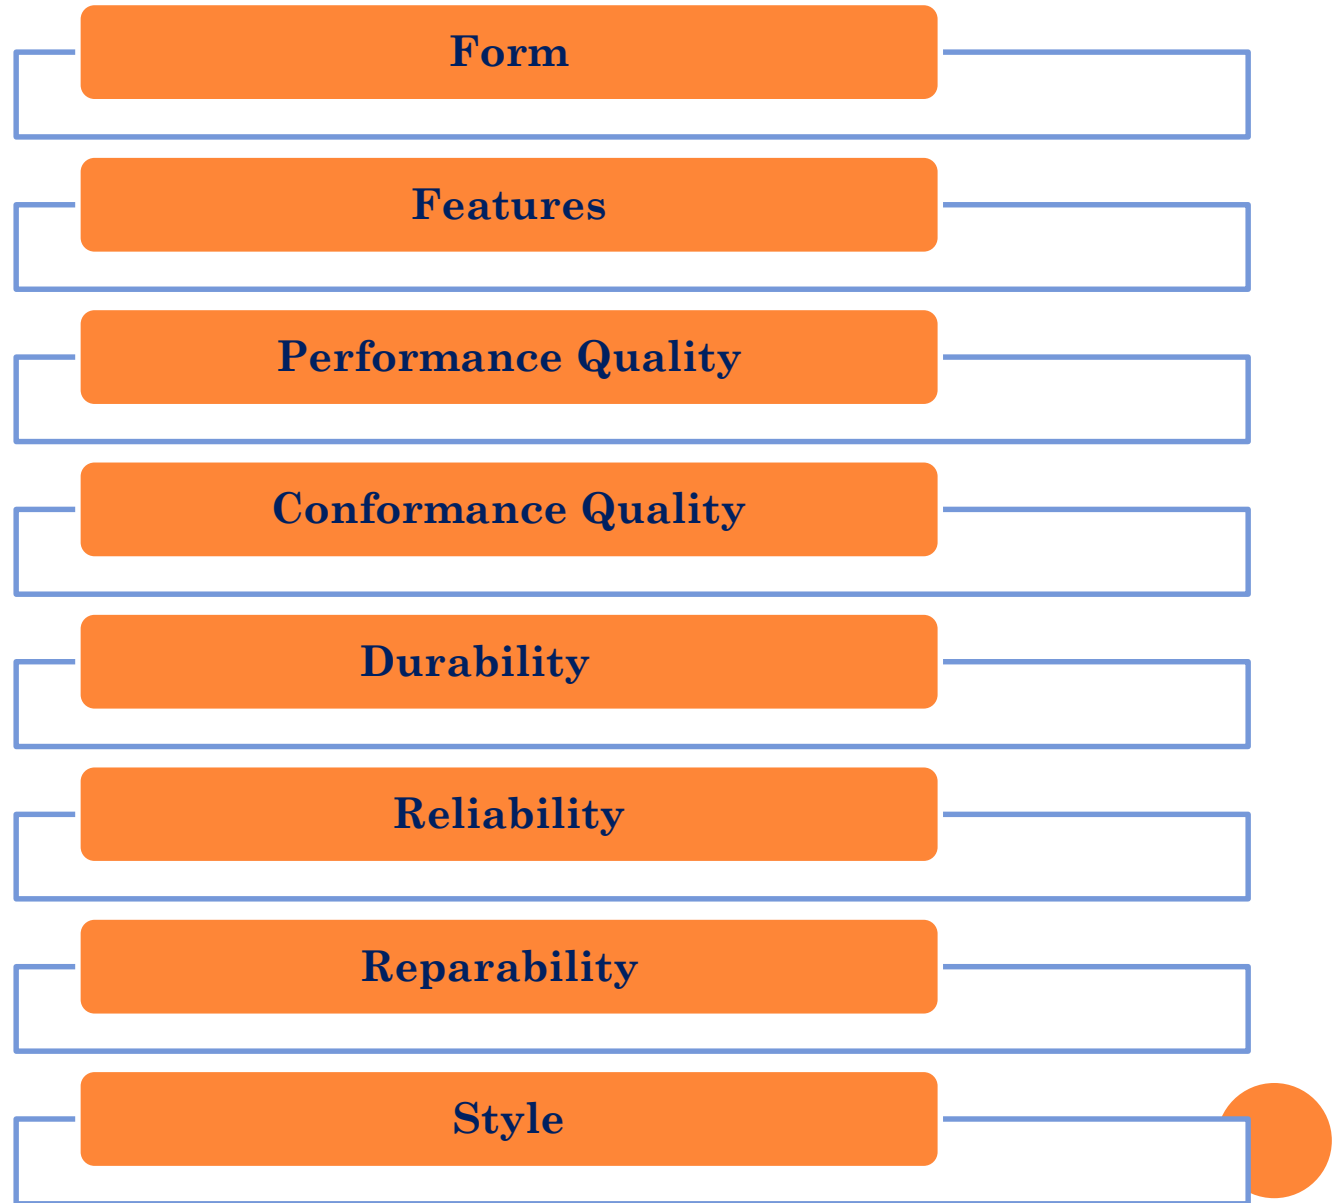 Form
Features
Performance Quality
Conformance Quality
Durability
Reliability
Reparability
Style